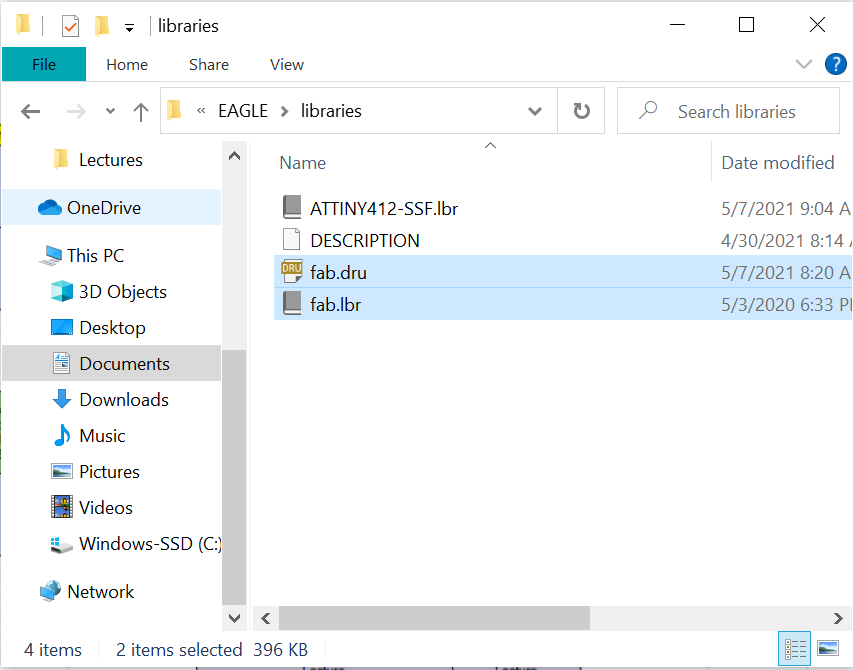 libraries
File Home Share View
?
« EAGLE > libraries
Search libraries
Name Date modified
Lectures
OneDrive
This PC
3D Objects
Desktop
Documents
Downloads
Music
Pictures
Videos
Windows-SSD (C:)
Network
ATTINY412-SSF.lbr 5/7/2021 9:04 A
DESCRIPTION 4/30/2021 8:14 A
DRU fab.dru 5/7/2021 8:20 A
fab.lbr 5/3/2020 6:33 P
4 items 2 items selected 396 KB